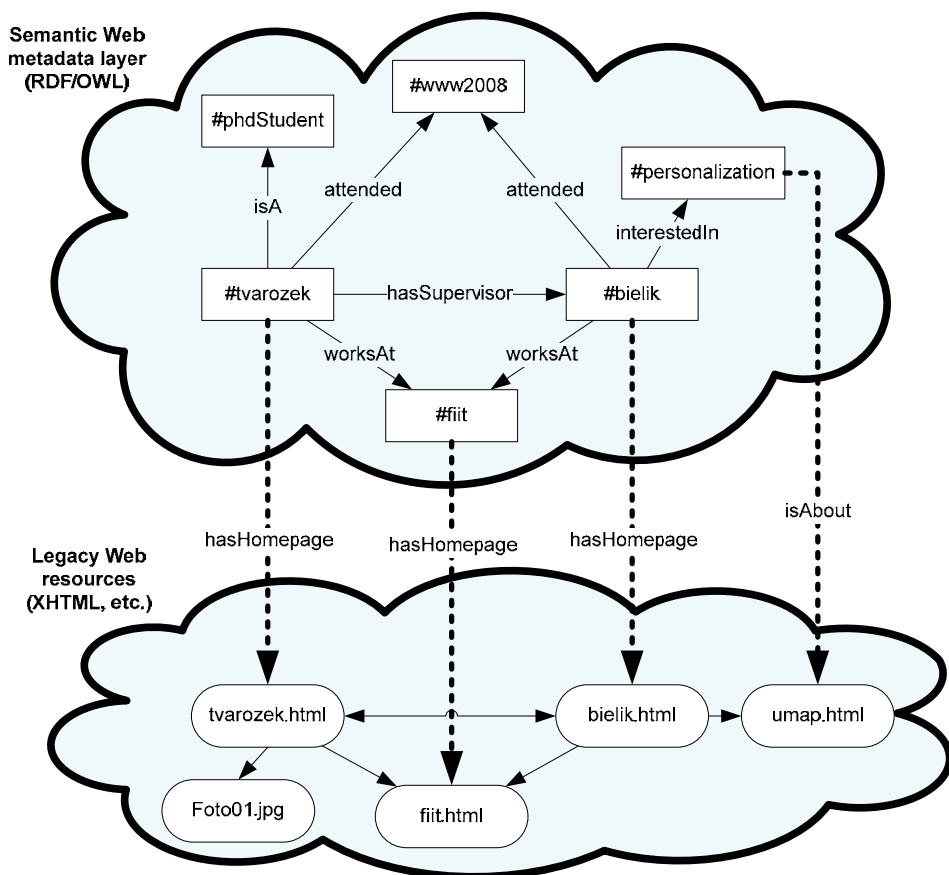 Semantic Web
metadata layer
(RDF/OWL)
#www2008
#phdStudent
#personalization
attended
attended
isA
interestedIn
#tvarozek
hasSupervisor
#bielik
worksAt
worksAt
#fiit
isAbout
hasHomepage
hasHomepage
hasHomepage
Legacy Web
resources
(XHTML, etc.)
tvarozek.html
bielik.html
umap.html
Foto01.jpg
fiit.html